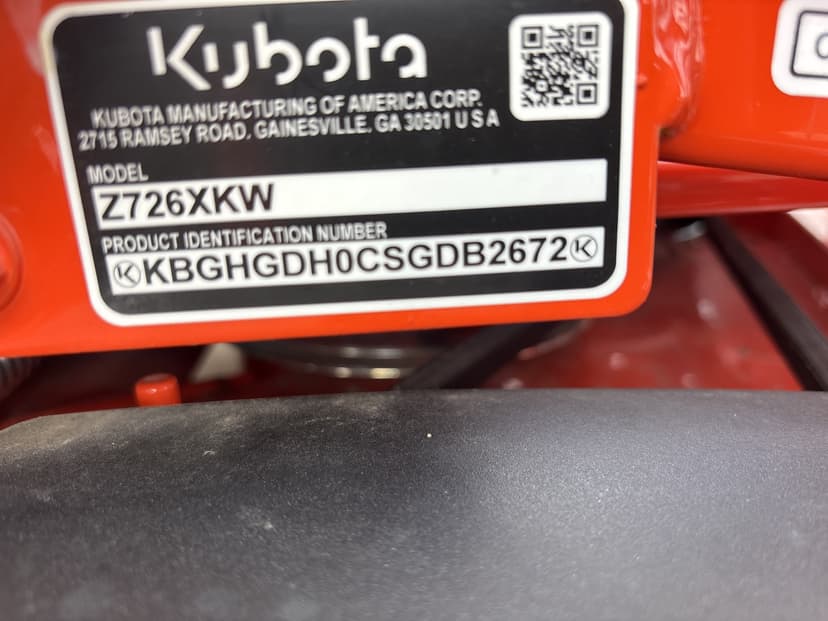 Kubota
KUBOTA MANUFACTURING OF AMERICA CORP.
2715 RAMSEY ROAD, GAINESVILLE, GA 30501 U S A
MODEL
Z726XKW
PRODUCT IDENTIFICATION NUMBER
KBGHGDH0CSGDB2672